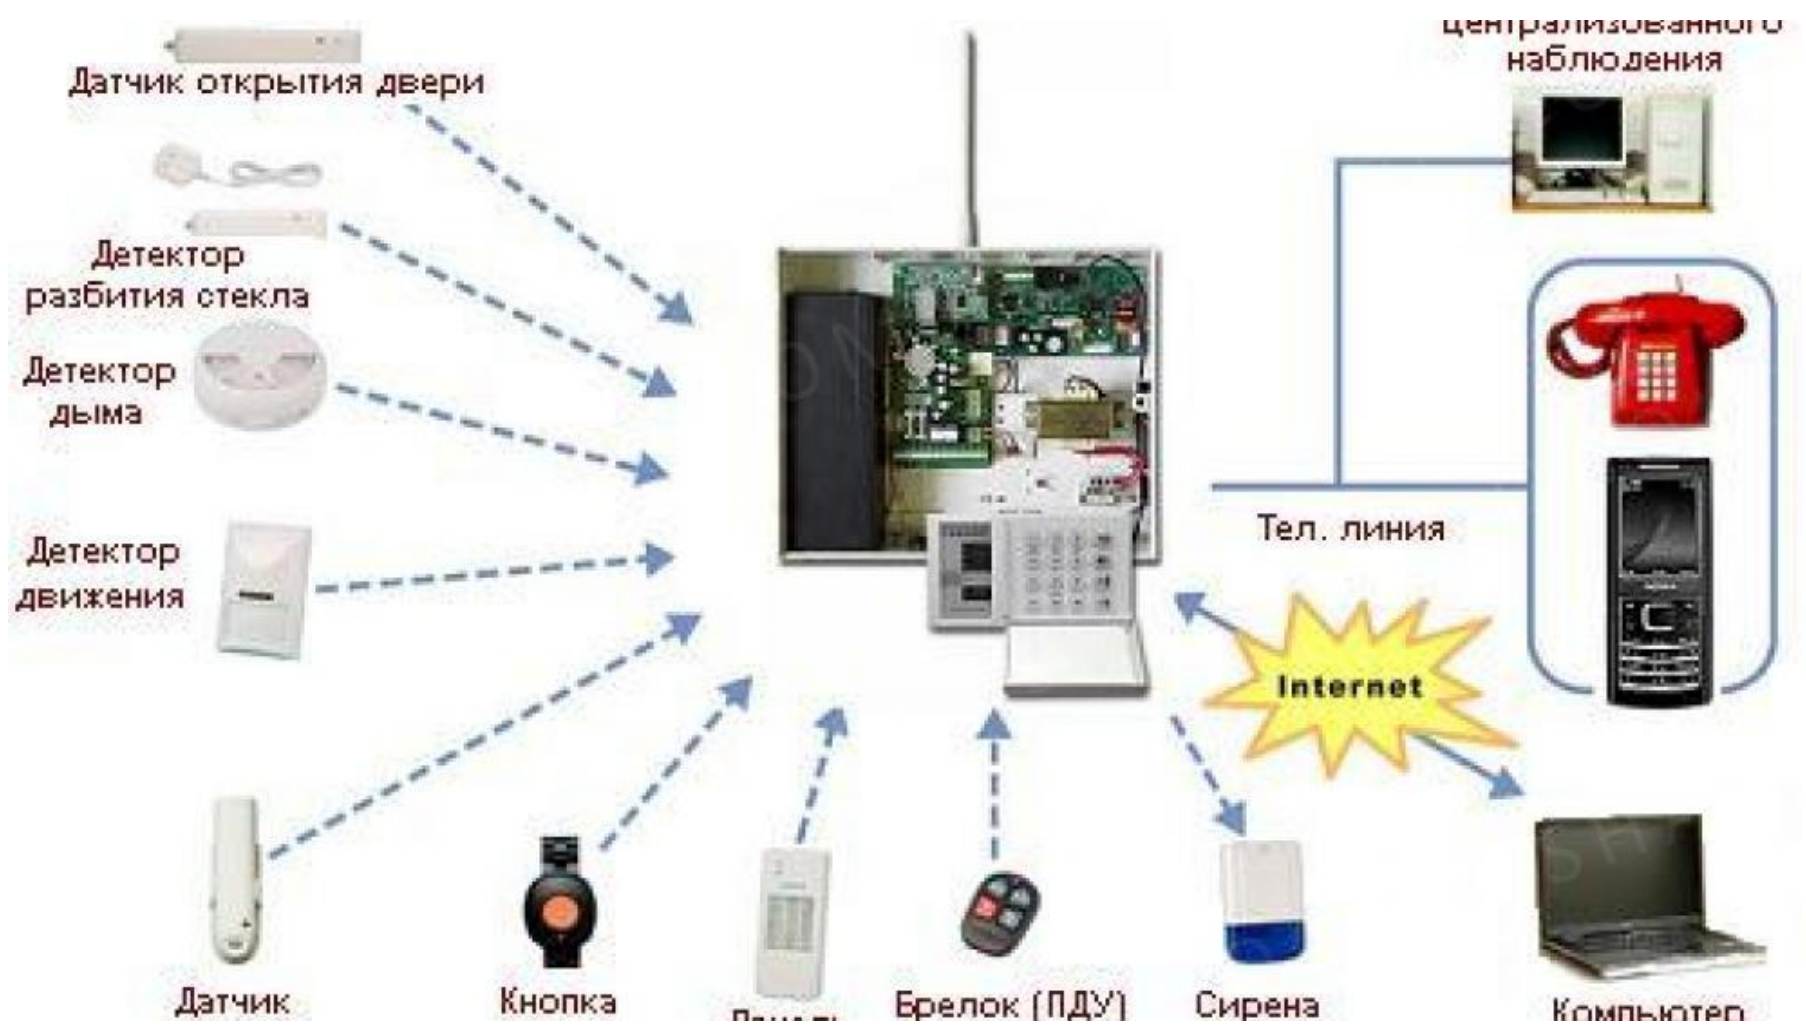 централизованного
наблюдения
Датчик открытия двери
Детектор
разбития стекла
Детектор
дыма
Детектор
движения
Тел. линия
Internet
Датчик
Кнопка
Панель
Брелок (ПДУ)
Сирена
Компьютер